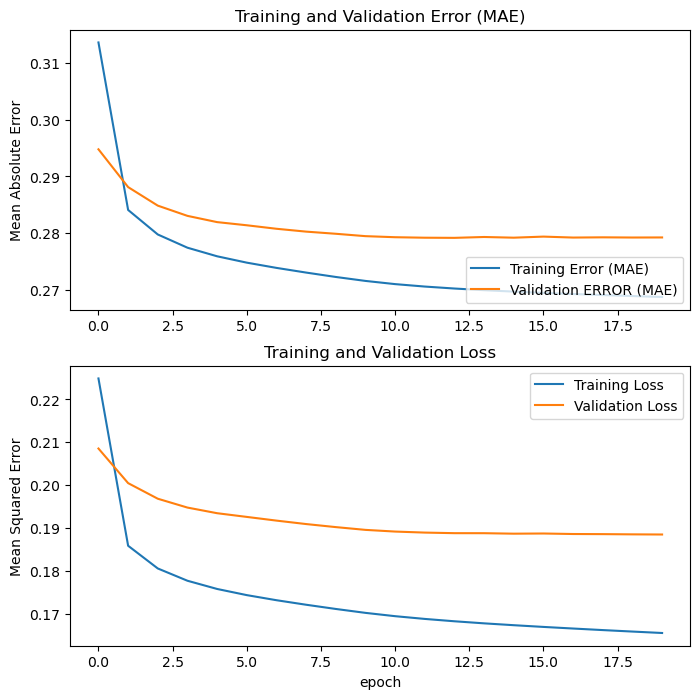 Training and Validation Error (MAE)
Mean Absolute Error
0.31
0.30
0.29
0.28
0.27
Training Error (MAE)
Validation ERROR (MAE)
0.0 2.5 5.0 7.5 10.0 12.5 15.0 17.5
Training and Validation Loss
Mean Squared Error
0.22
0.21
0.20
0.19
0.18
0.17
Training Loss
Validation Loss
0.0 2.5 5.0 7.5 10.0 12.5 15.0 17.5
epoch